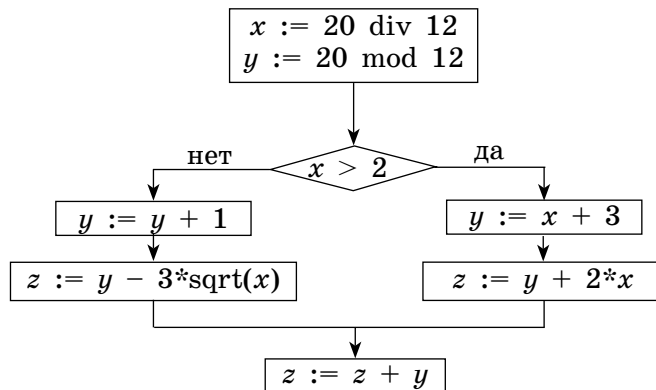 x := 20 div 12
y := 20 mod 12
нет
x > 2
да
y := y + 1
y := x + 3
z := y – 3*sqrt(x)
z := y + 2*x
z := z + y